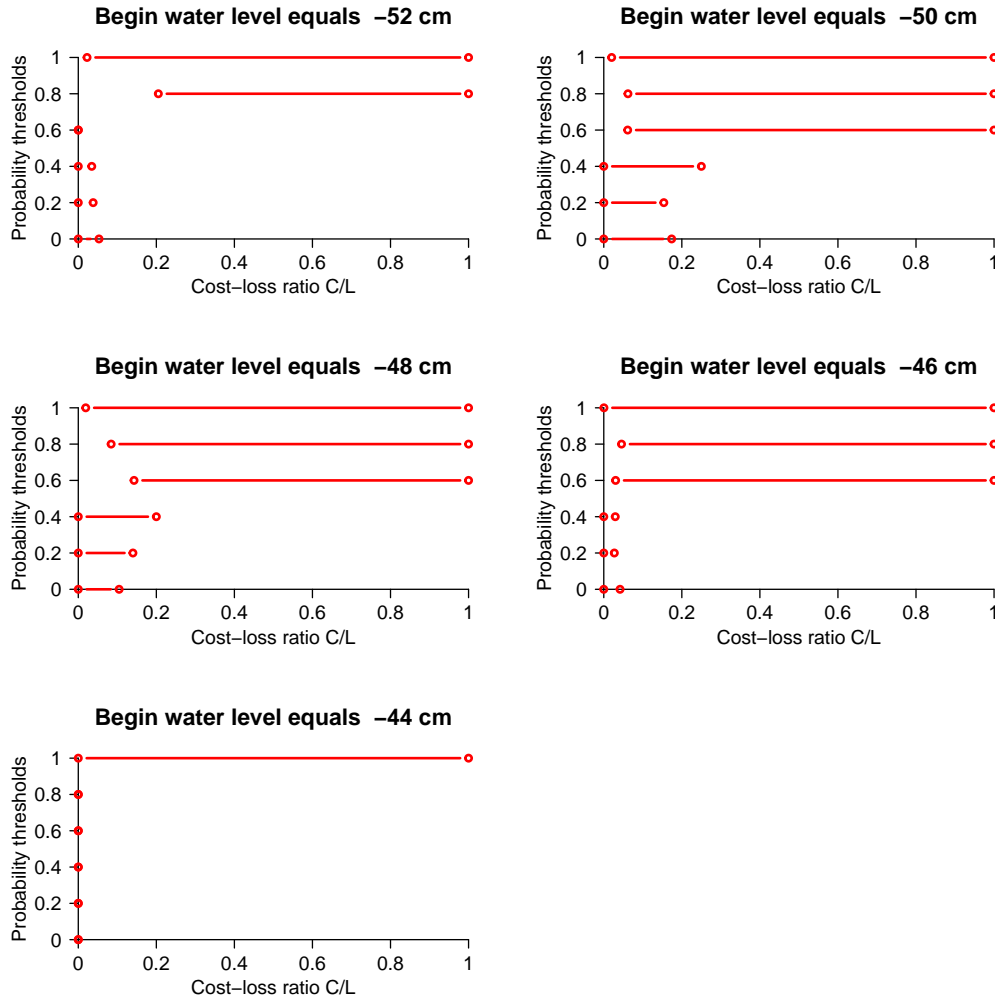 Begin water level equals −52 cm
Probability thresholds
1
0.8
0.6
0.4
0.2
0
0 0.2 0.4 0.6 0.8 1
Cost−loss ratio C/L
Begin water level equals −50 cm
Probability thresholds
1
0.8
0.6
0.4
0.2
0
0 0.2 0.4 0.6 0.8 1
Cost−loss ratio C/L
Begin water level equals −48 cm
Probability thresholds
1
0.8
0.6
0.4
0.2
0
0 0.2 0.4 0.6 0.8 1
Cost−loss ratio C/L
Begin water level equals −46 cm
Probability thresholds
1
0.8
0.6
0.4
0.2
0
0 0.2 0.4 0.6 0.8 1
Cost−loss ratio C/L
Begin water level equals −44 cm
Probability thresholds
1
0.8
0.6
0.4
0.2
0
0 0.2 0.4 0.6 0.8 1
Cost−loss ratio C/L